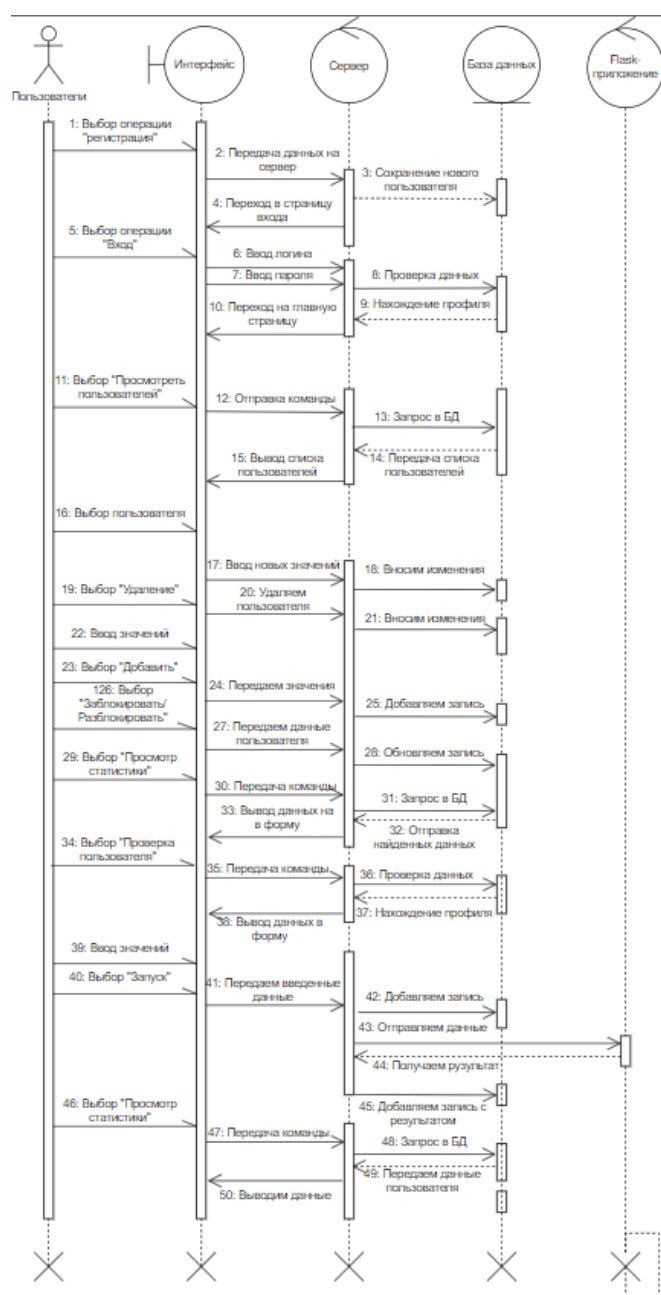 Пользователи
Интерфейс
Сервер
База данных
Flask-
приложение
1: Выбор операции
"регистрация"
2: Передача данных на
сервер
3: Сохранение нового
пользователя
4: Переход в страницу
входа
5: Выбор операции
"Вход"
6: Ввод логина
7: Ввод пароля
8: Проверка данных
9: Нахождение профиля
10: Переход на главную
страницу
11: Выбор "Просмотреть
пользователей"
12: Отправка команды
13: Запрос в БД
14: Передача списка
пользователей
15: Вывод списка
пользователей
16: Выбор пользователя
17: Ввод новых значений
18: Вносим изменения
19: Выбор "Удаление"
20: Удаляем
пользователя
21: Вносим изменения
22: Ввод значений
23: Выбор "Добавить"
24: Передаем значения
25: Добавляем запись
126: Выбор
"Заблокировать/
Разблокировать"
27: Передаем данные
пользователя
28: Обновляем запись
29: Выбор "Просмотр
статистики"
30: Передача команды
31: Запрос в БД
32: Отправка
найденных данных
33: Вывод данных на
в форму
34: Выбор "Проверка
пользователя"
35: Передача команды
36: Проверка данных
37: Нахождение профиля
38: Вывод данных в
форму
39: Ввод значений
40: Выбор "Запуск"
41: Передаем введенные
данные
42: Добавляем запись
43: Отправляем данные
44: Получаем рузультат
45: Добавляем запись с
результатом
46: Выбор "Просмотр
статистики"
47: Передача команды
48: Запрос в БД
49: Передаем данные
пользователя
50: Выводим данные